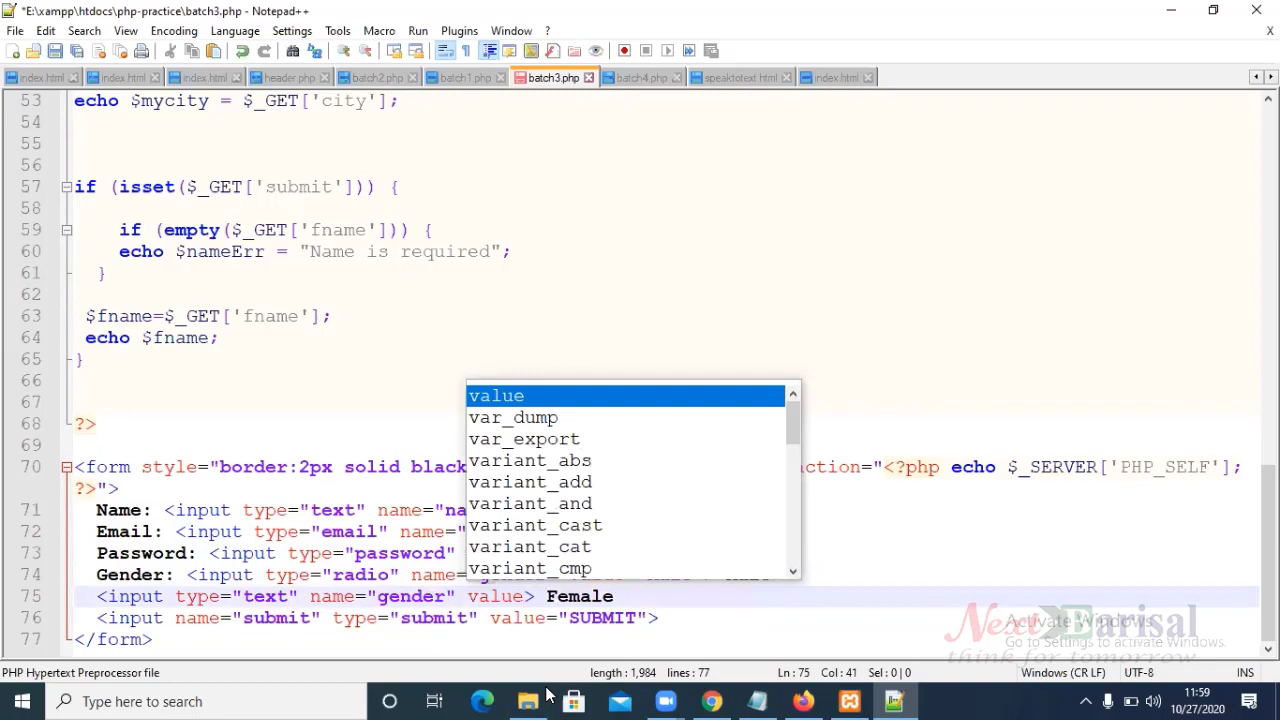 *E:\xampp\htdocs\php-practice\batch3.php - Notepad++
File Edit Search View Encoding Language Settings Tools Macro Run Plugins Window ? X
index.html index.html index.html header.php batch2.php batch1.php batch3.php batch4.php speaktotext.html index.html
53 echo $mycity = $_GET['city'];
54
55
56
57 if (isset($_GET['submit'])) {
58
59 if (empty($_GET['fname'])) {
60 echo $nameErr = "Name is required";
61 }
62
63 $fname=$_GET['fname'];
64 echo $fname;
65 }
66
67
68 ?>
69
70 <form style="border:2px solid black action="<?php echo $_SERVER['PHP_SELF'];
?>">
71 Name: <input type="text" name="na
72 Email: <input type="email" name="
73 Password: <input type="password"
74 Gender: <input type="radio" name=
75 <input type="text" name="gender" value> Female
76 <input name="submit" type="submit" value="SUBMIT">
77 </form>
value
var_dump
var_export
variant_abs
variant_add
variant_and
variant_cast
variant_cat
variant_cmp
Next Barisal
think for tomorrow
Activate Windows
Go to Settings to activate Windows.
PHP Hypertext Preprocessor file length : 1,984 lines : 77 Ln : 75 Col : 41 Sel : 0 | 0 Windows (CR LF) UTF-8 INS
Type here to search
11:59
10/27/2020